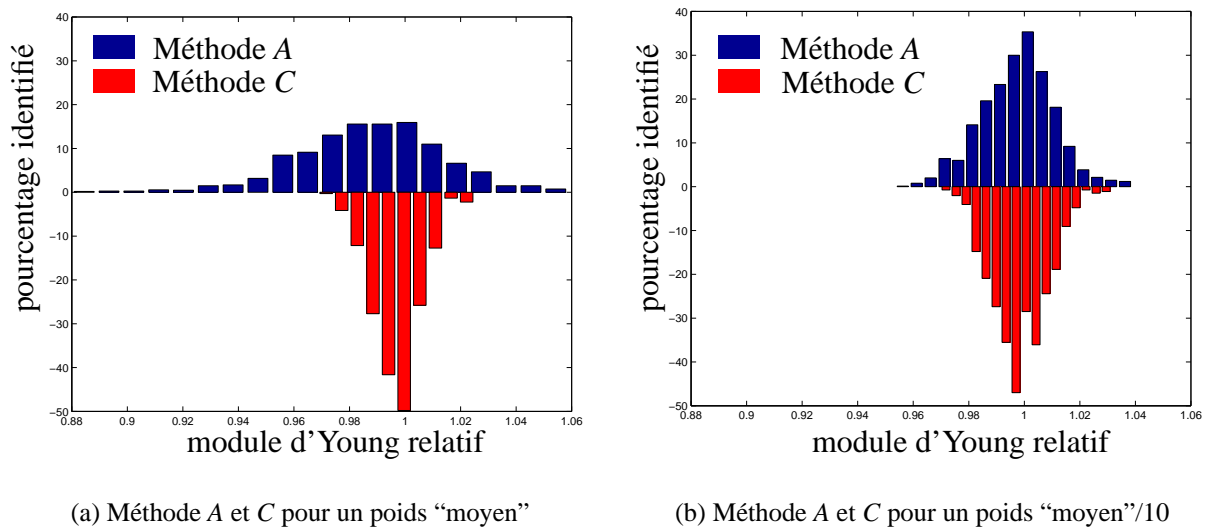 40
30
20
10
0
−10
−20
−30
−40
−50
pourcentage identifié
Méthode A
Méthode C
0.88 0.9 0.92 0.94 0.96 0.98 1 1.02 1.04 1.06
module d'Young relatif
(a) Méthode A et C pour un poids “moyen”
40
30
20
10
0
−10
−20
−30
−40
−50
pourcentage identifié
Méthode A
Méthode C
0.88 0.9 0.92 0.94 0.96 0.98 1 1.02 1.04 1.06
module d'Young relatif
(b) Méthode A et C pour un poids “moyen”/10